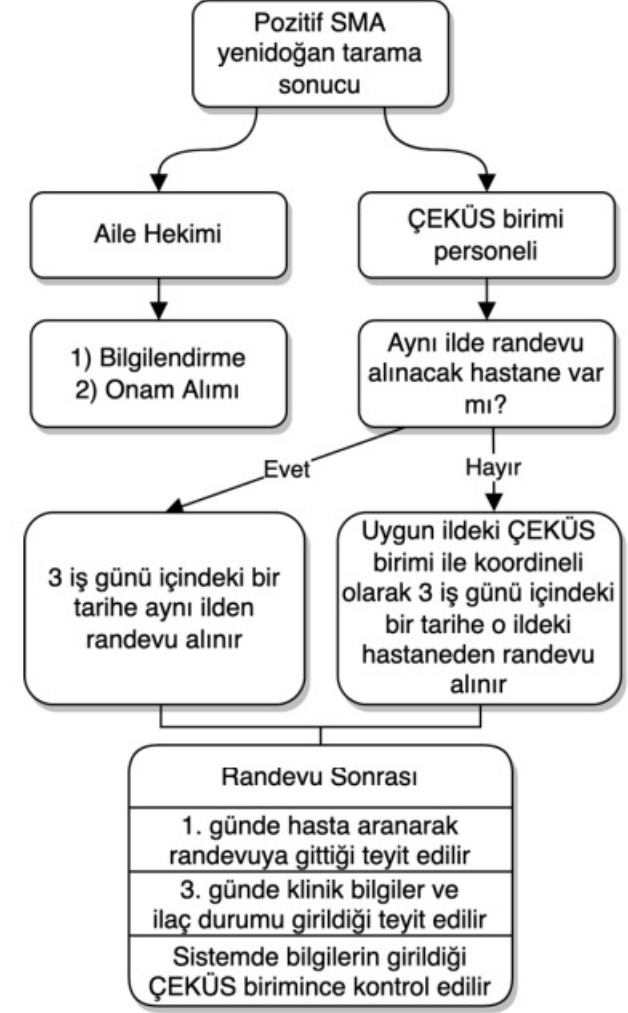 Pozitif SMA
yenidoğan tarama
sonucu
Aile Hekimi
ÇEKÜS birimi
personeli
1) Bilgilendirme
2) Onam Alımı
Aynı ilde randevu
alınacak hastane var
mı?
Evet
Hayır
3 iş günü içindeki bir
tarihe aynı ilden
randevu alınır
Uygun ildeki ÇEKÜS
birimi ile koordineli
olarak 3 iş günü içindeki
bir tarihe o ildeki
hastaneden randevu
alınır
Randevu Sonrası
1. günde hasta aranarak
randevuya gittiği teyit edilir
3. günde klinik bilgiler ve
ilaç durumu girildiği teyit edilir
Sistemde bilgilerin girildiği
ÇEKÜS birimince kontrol edilir